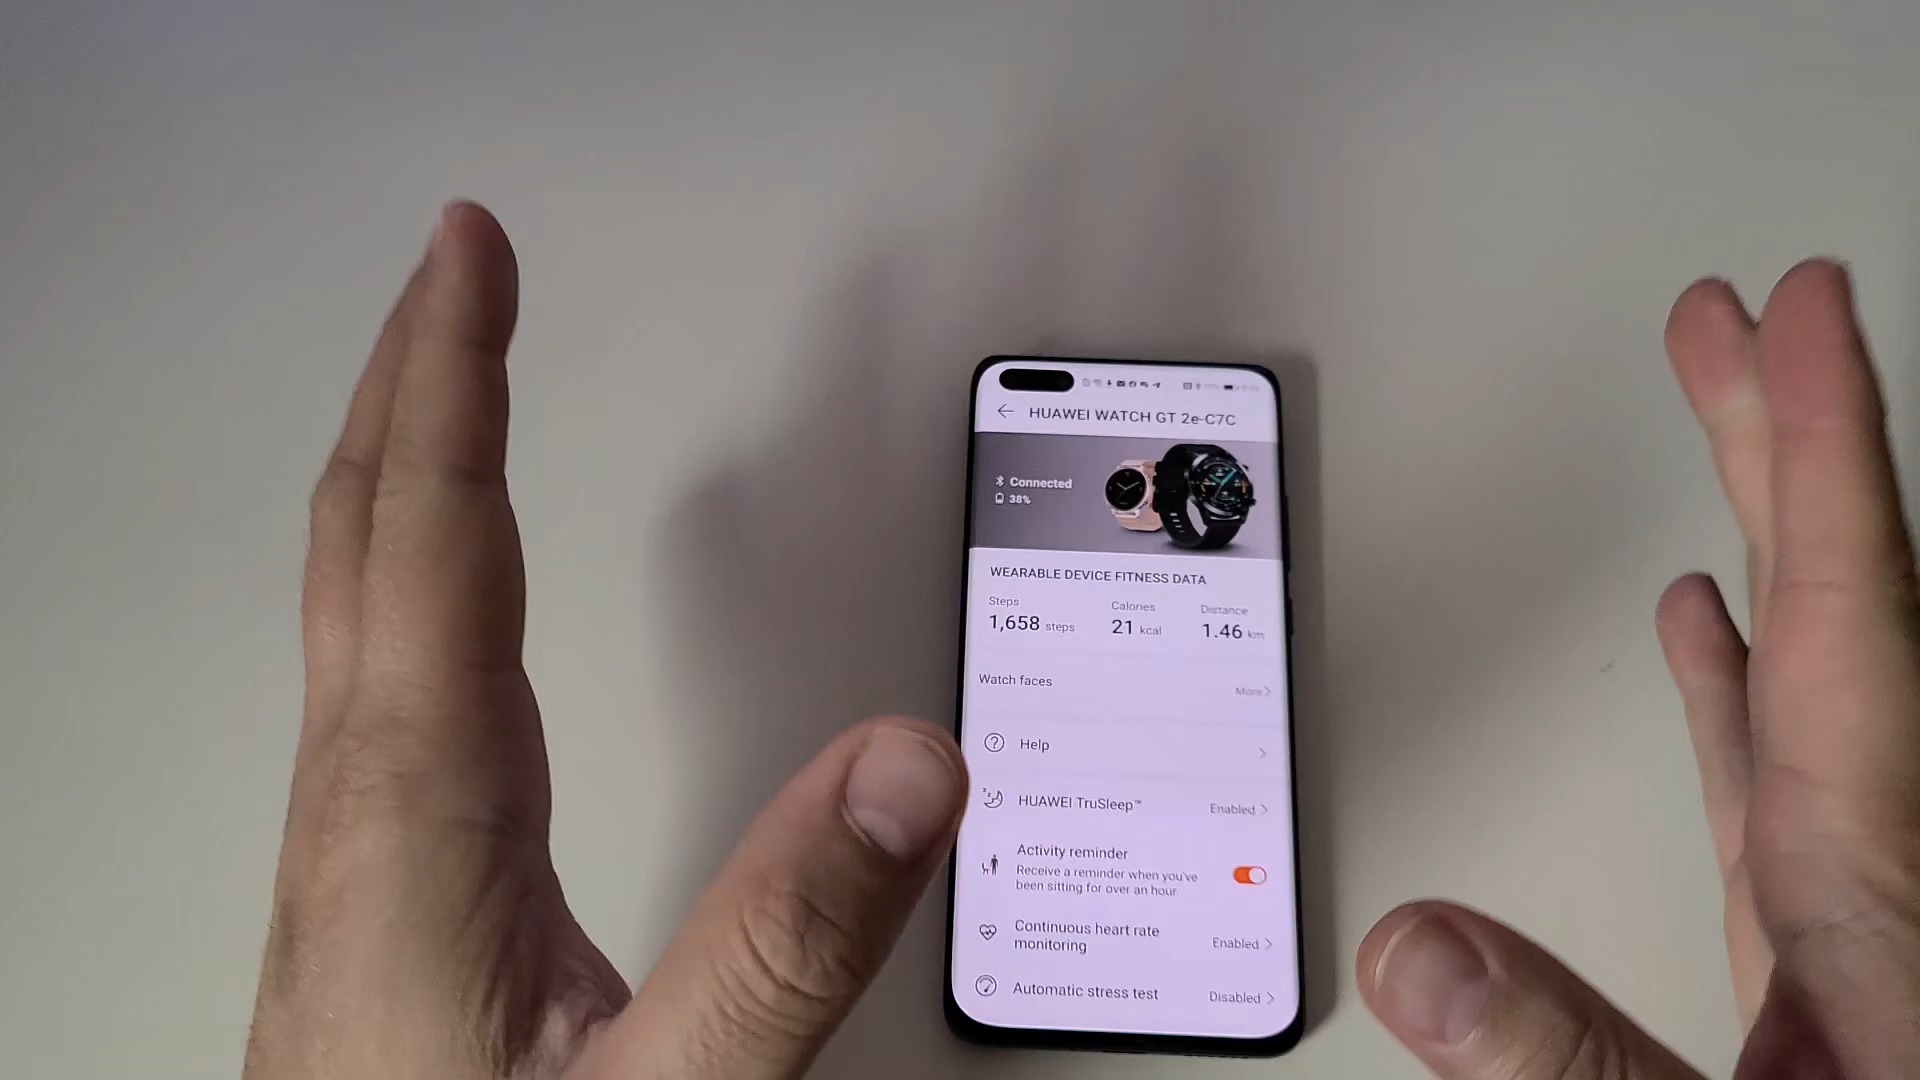 HUAWEI WATCH GT 2e-C7C
Connected
38%
WEARABLE DEVICE FITNESS DATA
Steps Calories Distance
1,658 steps 21 kcal 1.46 km
Watch faces More
Help
HUAWEI TruSleep™ Enabled
Activity reminder
Receive a reminder when you've
been sitting for over an hour.
Continuous heart rate
monitoring Enabled
Automatic stress test Disabled